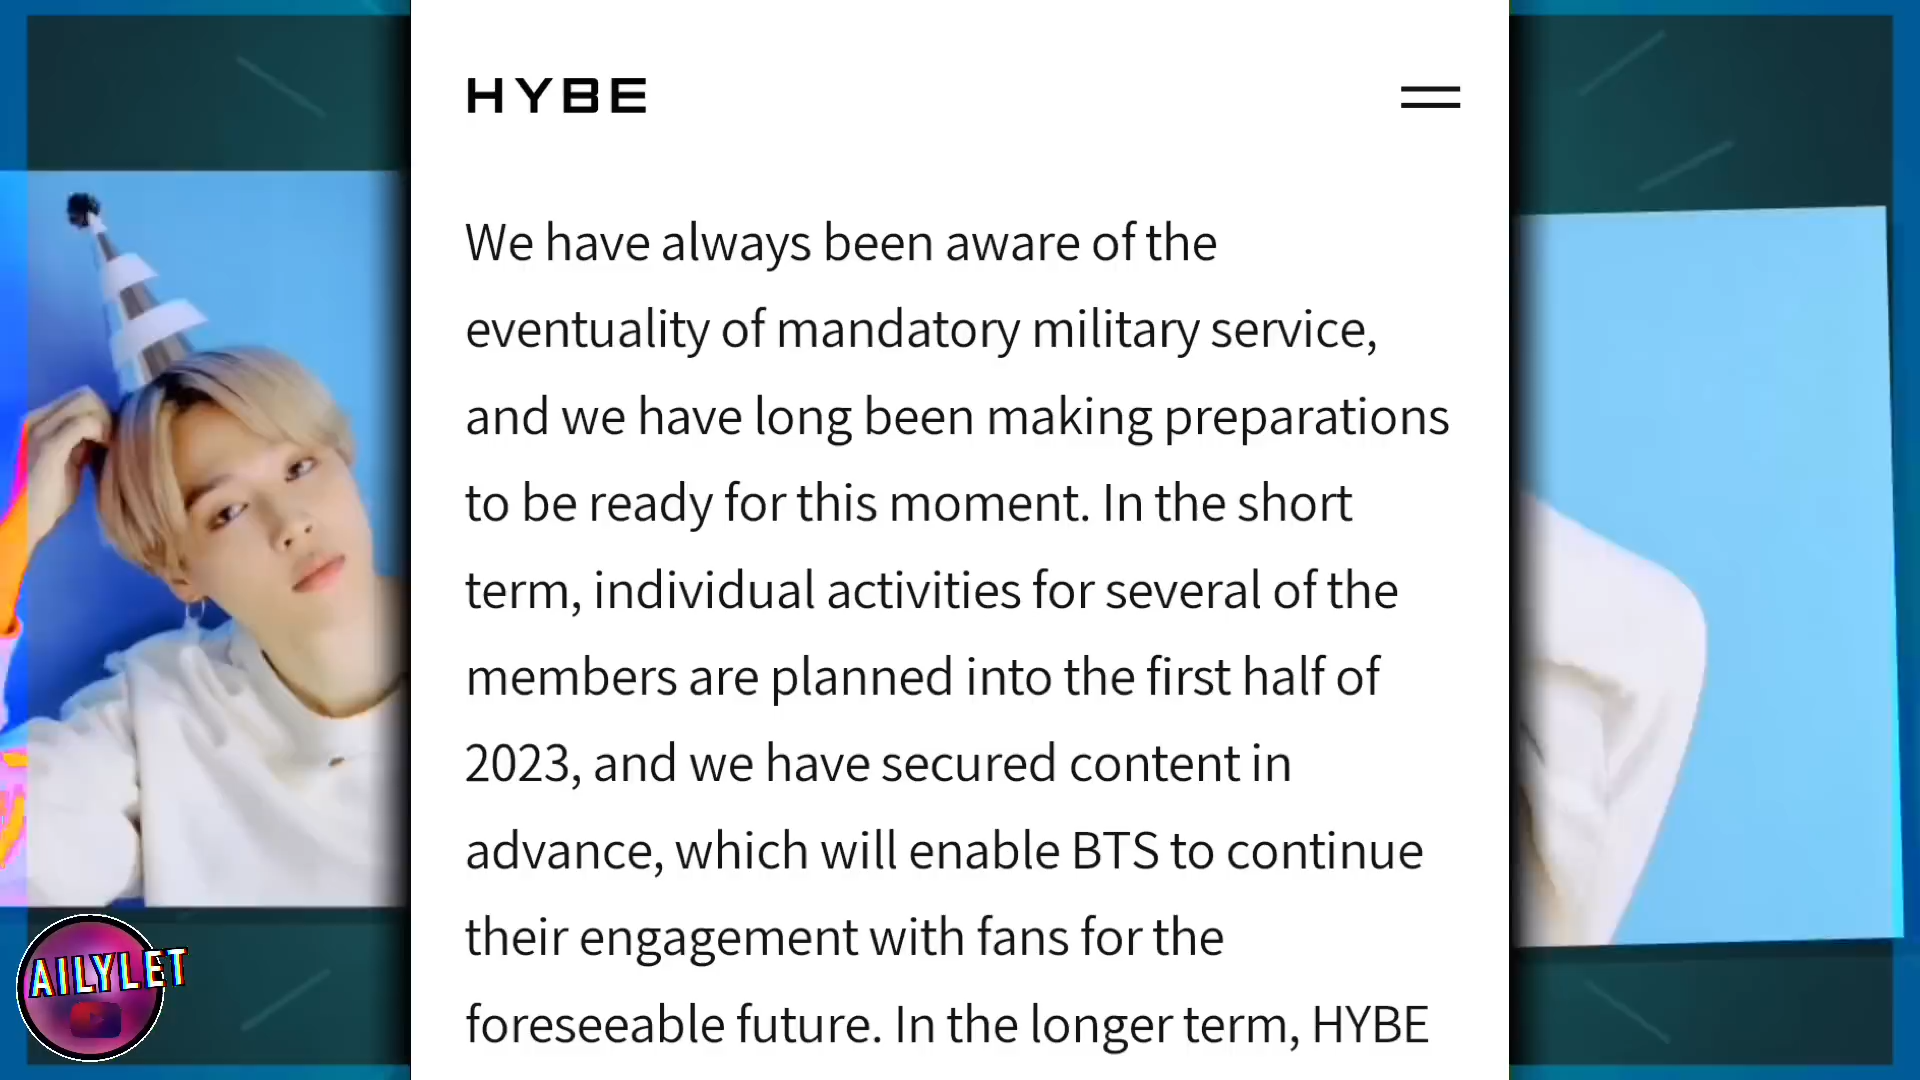 HYBE
We have always been aware of the
eventuality of mandatory military service,
and we have long been making preparations
to be ready for this moment. In the short
term, individual activities for several of the
members are planned into the first half of
2023, and we have secured content in
advance, which will enable BTS to continue
their engagement with fans for the
foreseeable future. In the longer term, HYBE
AILYLET